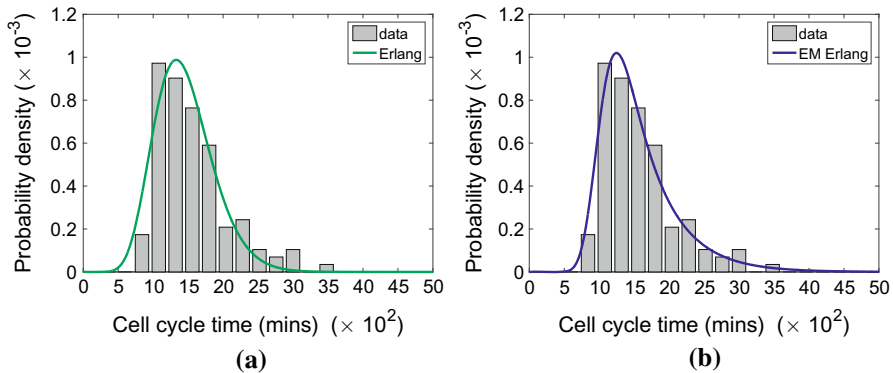 1.2
1
0.8
0.6
0.4
0.2
0
Probability density (× 10⁻³)
data
Erlang
0 5 10 15 20 25 30 35 40 45 50
Cell cycle time (mins) (× 10²)
(a)
1.2
1
0.8
0.6
0.4
0.2
0
Probability density (× 10⁻³)
data
EM Erlang
0 5 10 15 20 25 30 35 40 45 50
Cell cycle time (mins) (× 10²)
(b)